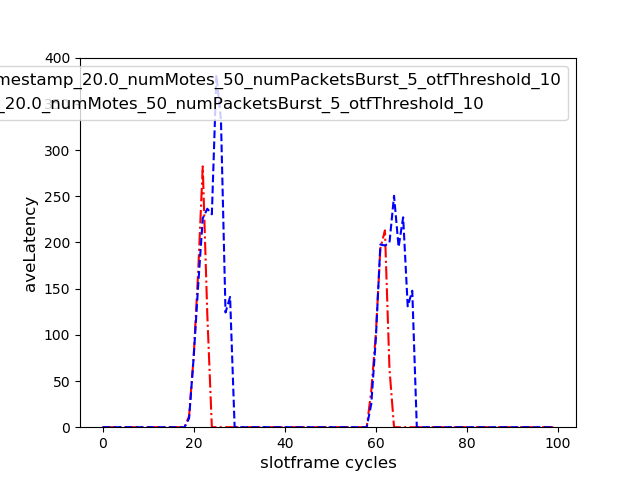 mestamp_20.0_numMotes_50_numPacketsBurst_5_otfThreshold_10
_20.0_numMotes_50_numPacketsBurst_5_otfThreshold_10
400
300
250
200
150
100
50
0
aveLatency
0 20 40 60 80 100
slotframe cycles